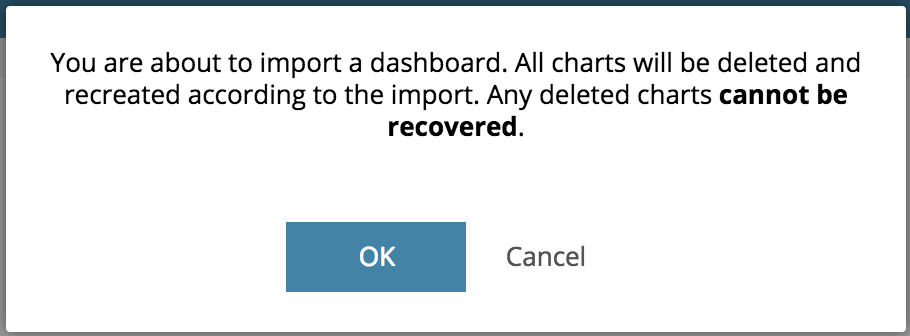 You are about to import a dashboard. All charts will be deleted and
recreated according to the import. Any deleted charts cannot be
recovered.
OK
Cancel